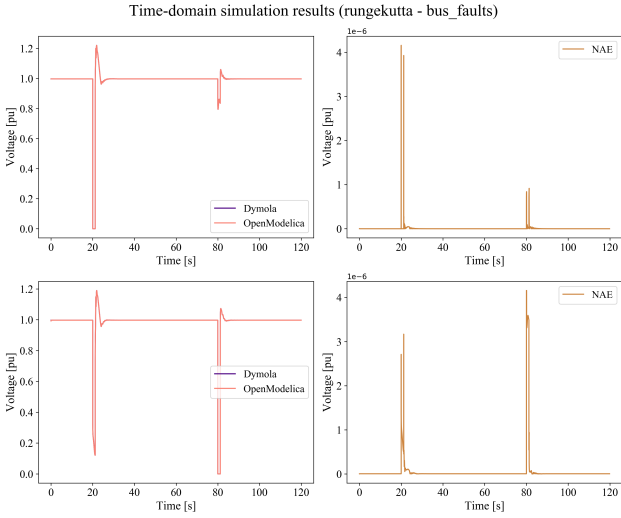 Time-domain simulation results (rungekutta - bus_faults)
Voltage [pu]
1.2
1.0
0.8
0.6
0.4
0.2
0.0
0 20 40 60 80 100 120
Time [s]
Dymola
OpenModelica
1e−6
Voltage [pu]
4
3
2
1
0
0 20 40 60 80 100 120
Time [s]
NAE
Voltage [pu]
1.2
1.0
0.8
0.6
0.4
0.2
0.0
0 20 40 60 80 100 120
Time [s]
Dymola
OpenModelica
1e−6
Voltage [pu]
4
3
2
1
0
0 20 40 60 80 100 120
Time [s]
NAE